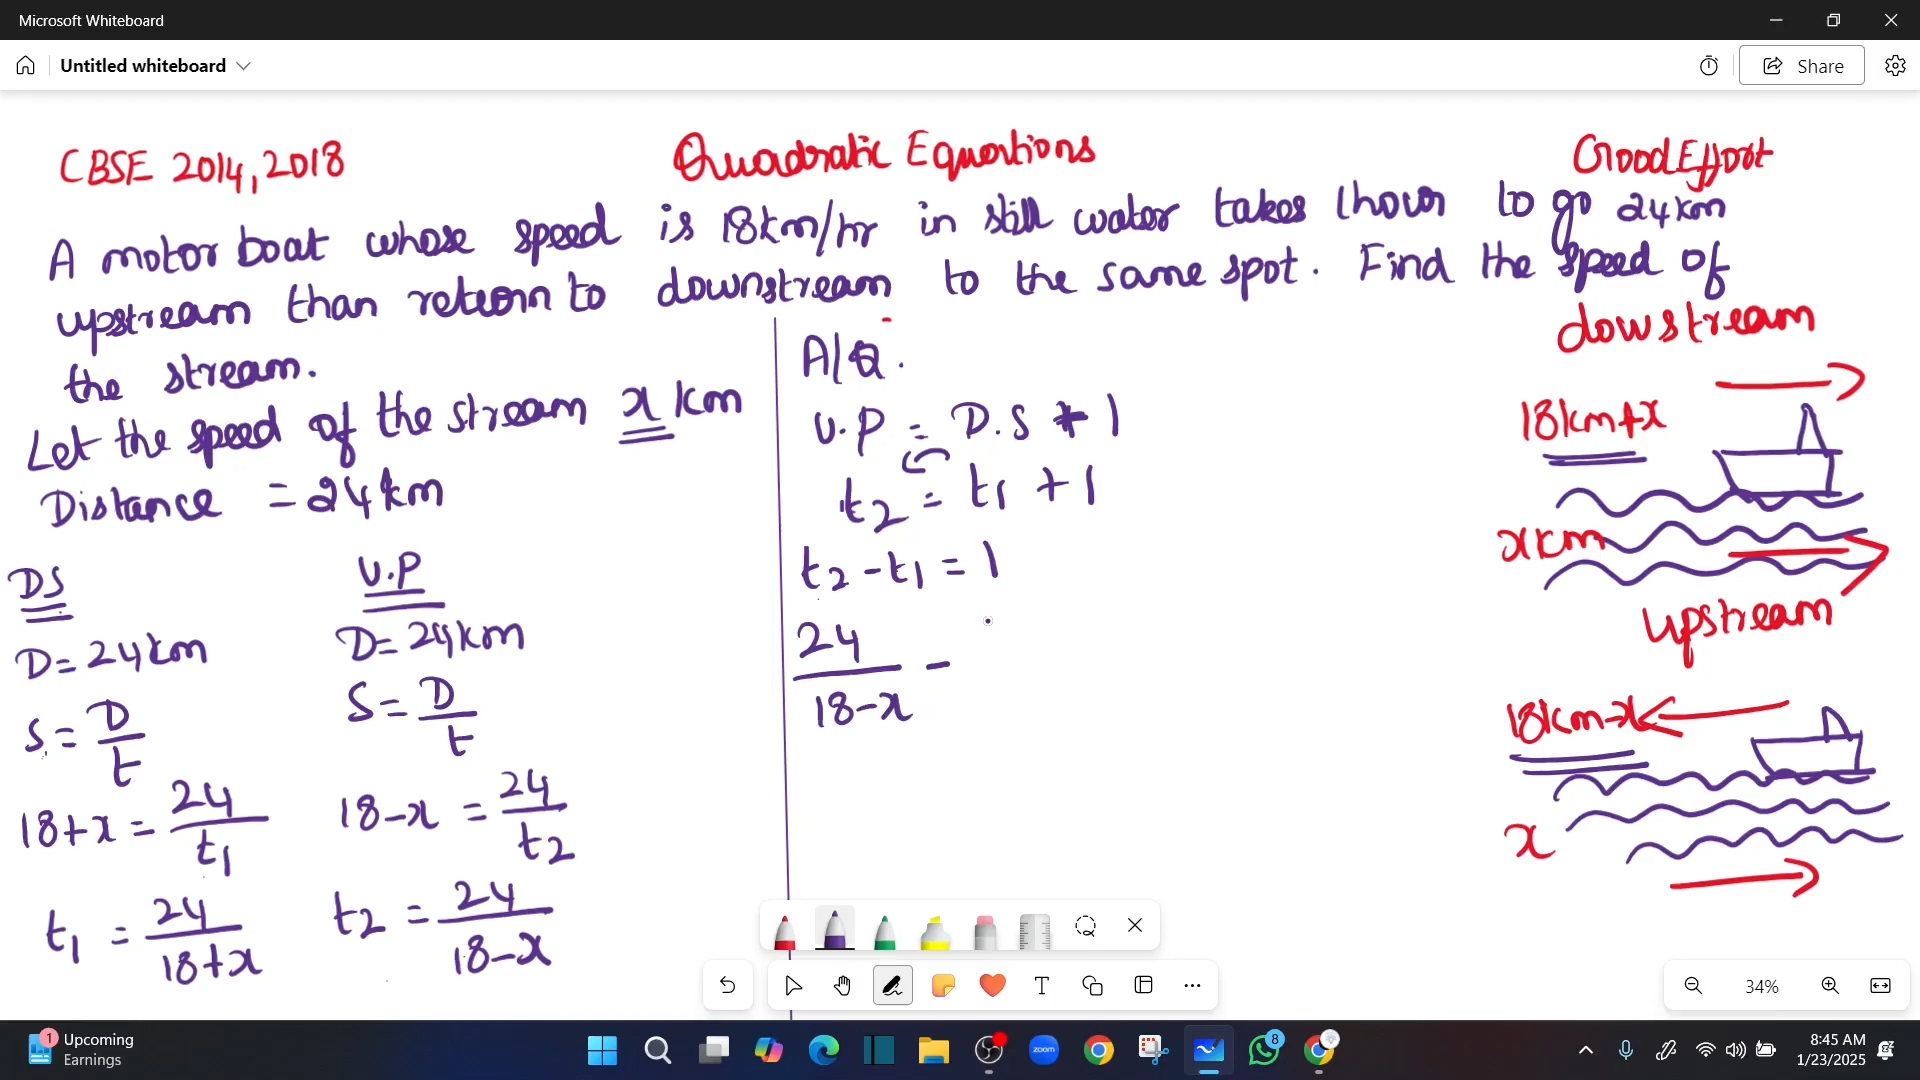 Microsoft Whiteboard
Untitled whiteboard
Share
CBSE 2014,2018
Quadratic Equations
Good Effort
A motor boat whose speed is 18km/hr in still water takes 1hour to go 24km
upstream than return to downstream to the same spot. Find the speed of
the stream.
Let the speed of the stream x km
Distance = 24km
DS
D=24km
S = D/t
18+x = 24/t1
t1 = 24/18+x
U.P
D=24km
S = D/t
18-x = 24/t2
t2 = 24/18-x
A/Q.
U.P = D.S + 1
t2 = t1 + 1
t2 - t1 = 1
24/18-x -
dowstream
18km+x
xkm
upstream
18km-x
x
34%
zoom
8
1
Upcoming
Earnings
8:45 AM
1/23/2025